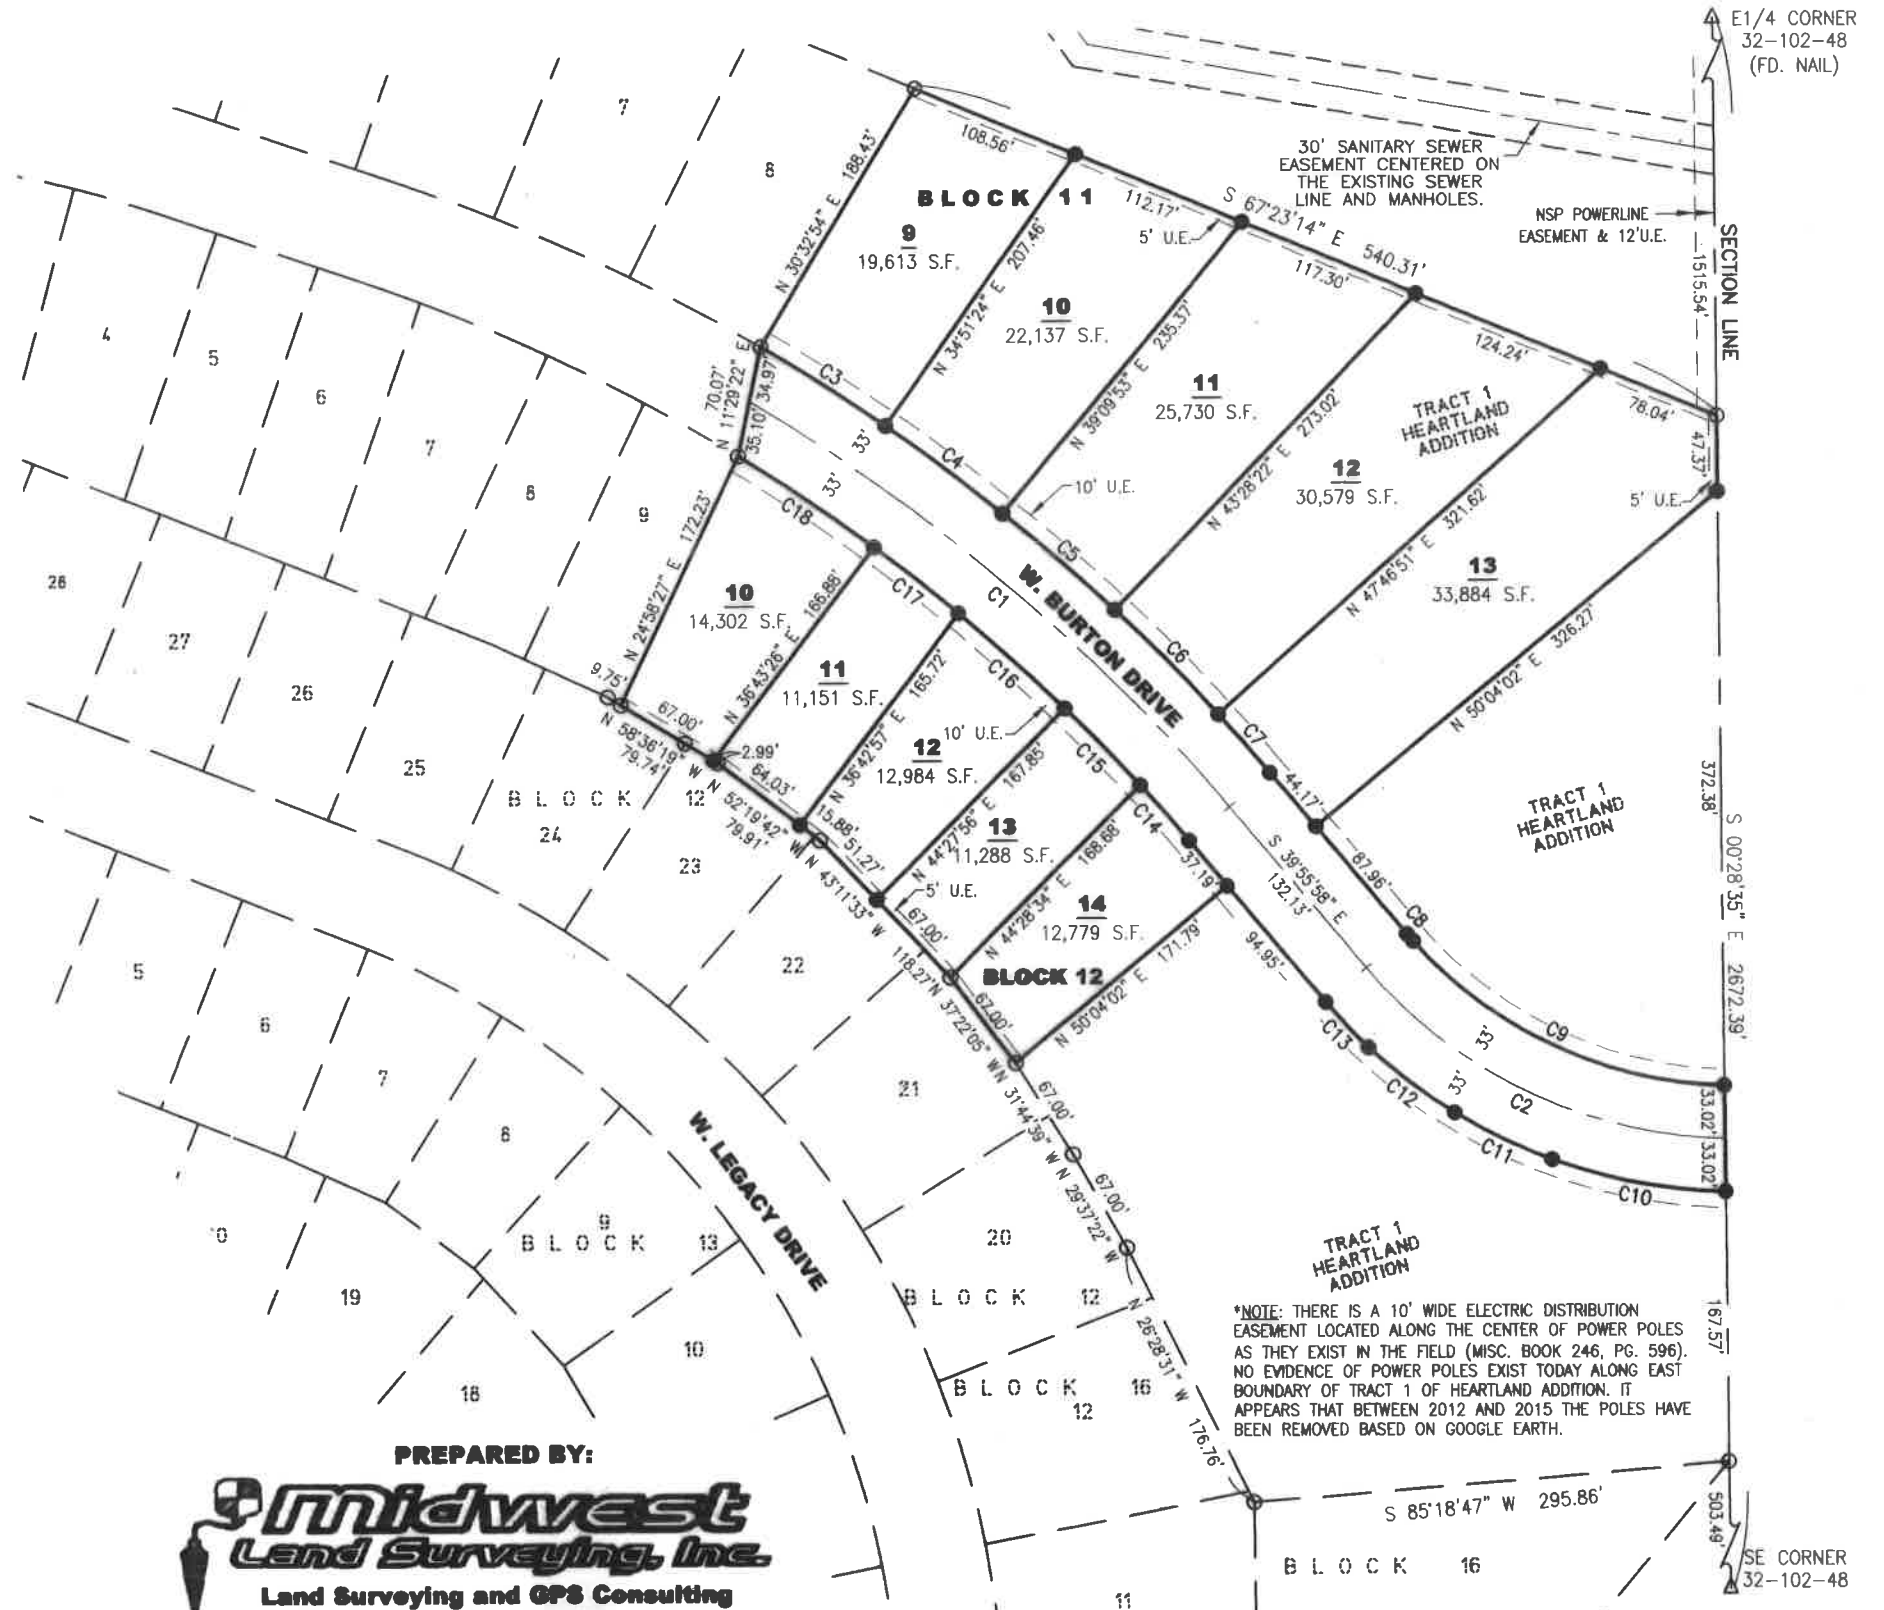 E1/4 CORNER
32-102-48
(FD. NAIL)
30' SANITARY SEWER
EASEMENT CENTERED ON
THE EXISTING SEWER
LINE AND MANHOLES.
NSP POWERLINE
EASEMENT & 12'U.E.
SECTION LINE
1515.54'
7
8
N 30°32'54" E 188.43'
108.56'
BLOCK 11
9
19,613 S.F.
112.17'
5' U.E.
S 67°23'14" E 540.31'
117.30'
N 34°51'24" E 207.46'
10
22,137 S.F.
N 39°09'53" E 235.37'
11
25,730 S.F.
124.24'
TRACT 1
HEARTLAND
ADDITION
78.04'
47.37'
5' U.E.
N 43°28'22" E 273.02'
12
30,579 S.F.
N 47°46'51" E 321.62'
13
33,884 S.F.
N 50°04'02" E 326.27'
4
5
6
7
8
9
70.07'
N 11°29'22" E
35.10' 34.97'
C3
33'
C4
33'
10' U.E.
C5
C18
C17
C1
W. BURTON DRIVE
C6
C16
C7
44.17'
N 24°58'27" E 172.23'
10
14,302 S.F.
N 36°43'26" E 166.88'
11
11,151 S.F.
N 36°42'57" E 165.72'
12
12,984 S.F.
10' U.E.
C15
N 44°27'56" E 167.85'
13
11,288 S.F.
C14
37.19'
N 44°28'34" E 168.68'
14
12,779 S.F.
N 50°04'02" E 171.79'
BLOCK 12
28
27
26
25
9.75'
67.00'
N 58°36'19" W
79.74'
2.99'
64.03'
N 52°19'42" W
79.91'
15.88'
51.27'
N 43°11'33" W
118.27'
5' U.E.
67.00'
N 37°22'05" W
67.00'
N 31°44'39" W
67.00'
N 29°37'22" W
67.00'
N 26°28'31" W 176.76'
BLOCK 12
24
23
22
21
S 39°55'58" E
132.13'
87.96'
C8
94.95'
C9
C13
C12
33'
33'
C2
C11
C10
33.02' 33.02'
TRACT 1
HEARTLAND
ADDITION
372.38'
S 00°28'35" E 2672.39'
5
6
7
8
W. LEGACY DRIVE
9
BLOCK 13
19
10
18
20
BLOCK 12
BLOCK 16
12
TRACT 1
HEARTLAND
ADDITION
*NOTE: THERE IS A 10' WIDE ELECTRIC DISTRIBUTION
EASEMENT LOCATED ALONG THE CENTER OF POWER POLES
AS THEY EXIST IN THE FIELD (MISC. BOOK 246, PG. 596).
NO EVIDENCE OF POWER POLES EXIST TODAY ALONG EAST
BOUNDARY OF TRACT 1 OF HEARTLAND ADDITION. IT
APPEARS THAT BETWEEN 2012 AND 2015 THE POLES HAVE
BEEN REMOVED BASED ON GOOGLE EARTH.
167.57'
S 85°18'47" W 295.86'
503.49'
SE CORNER
32-102-48
BLOCK 16
11
PREPARED BY:
Midwest
Land Surveying, Inc.
Land Surveying and GPS Consulting